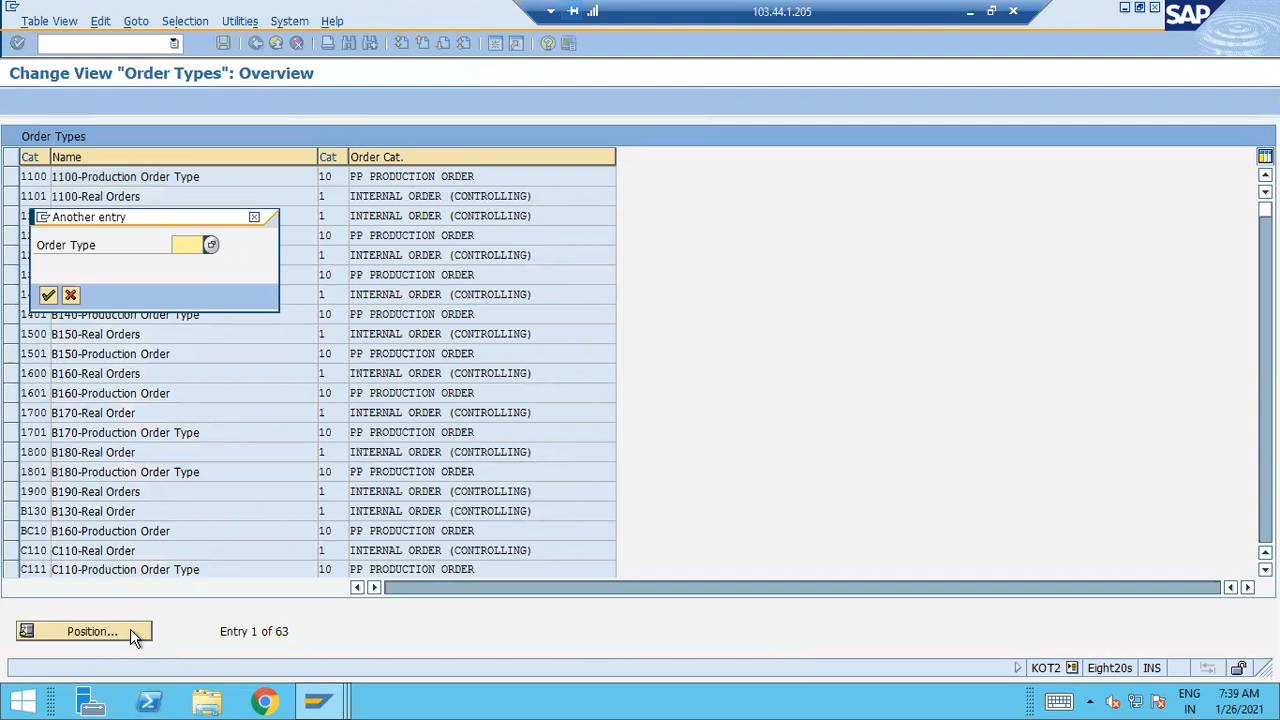 Table View Edit Goto Selection Utilities System Help
103.44.1.205
SAP
Change View "Order Types": Overview
Order Types
Cat Name Cat Order Cat.
1100 1100-Production Order Type 10 PP PRODUCTION ORDER
1101 1100-Real Orders 1 INTERNAL ORDER (CONTROLLING)
Another entry
1 INTERNAL ORDER (CONTROLLING)
10 PP PRODUCTION ORDER
Order Type
1 INTERNAL ORDER (CONTROLLING)
10 PP PRODUCTION ORDER
1 INTERNAL ORDER (CONTROLLING)
1401 B140-Production Order Type 10 PP PRODUCTION ORDER
1500 B150-Real Orders 1 INTERNAL ORDER (CONTROLLING)
1501 B150-Production Order 10 PP PRODUCTION ORDER
1600 B160-Real Orders 1 INTERNAL ORDER (CONTROLLING)
1601 B160-Production Order 10 PP PRODUCTION ORDER
1700 B170-Real Order 1 INTERNAL ORDER (CONTROLLING)
1701 B170-Production Order Type 10 PP PRODUCTION ORDER
1800 B180-Real Order 1 INTERNAL ORDER (CONTROLLING)
1801 B180-Production Order Type 10 PP PRODUCTION ORDER
1900 B190-Real Orders 1 INTERNAL ORDER (CONTROLLING)
B130 B130-Real Order 1 INTERNAL ORDER (CONTROLLING)
BC10 B160-Production Order 10 PP PRODUCTION ORDER
C110 C110-Real Order 1 INTERNAL ORDER (CONTROLLING)
C111 C110-Production Order Type 10 PP PRODUCTION ORDER
Position... Entry 1 of 63
KOT2 Eight20s INS
ENG 7:39 AM
IN 1/26/2021